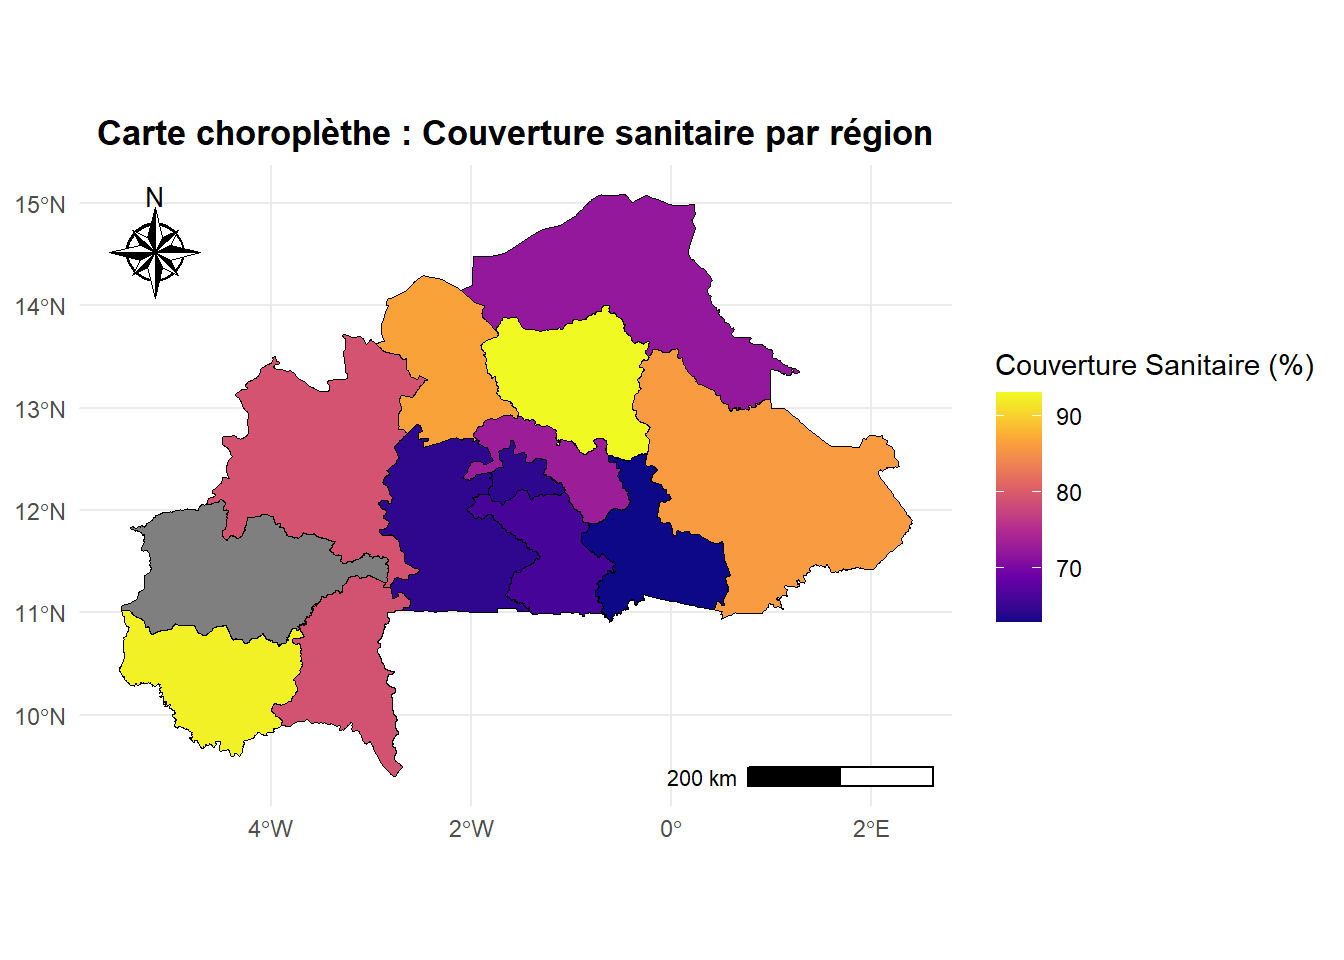 Carte choroplèthe : Couverture sanitaire par région
N
15°N
14°N
13°N
12°N
11°N
10°N
4°W
2°W
0°
2°E
200 km
Couverture Sanitaire (%)
90
80
70